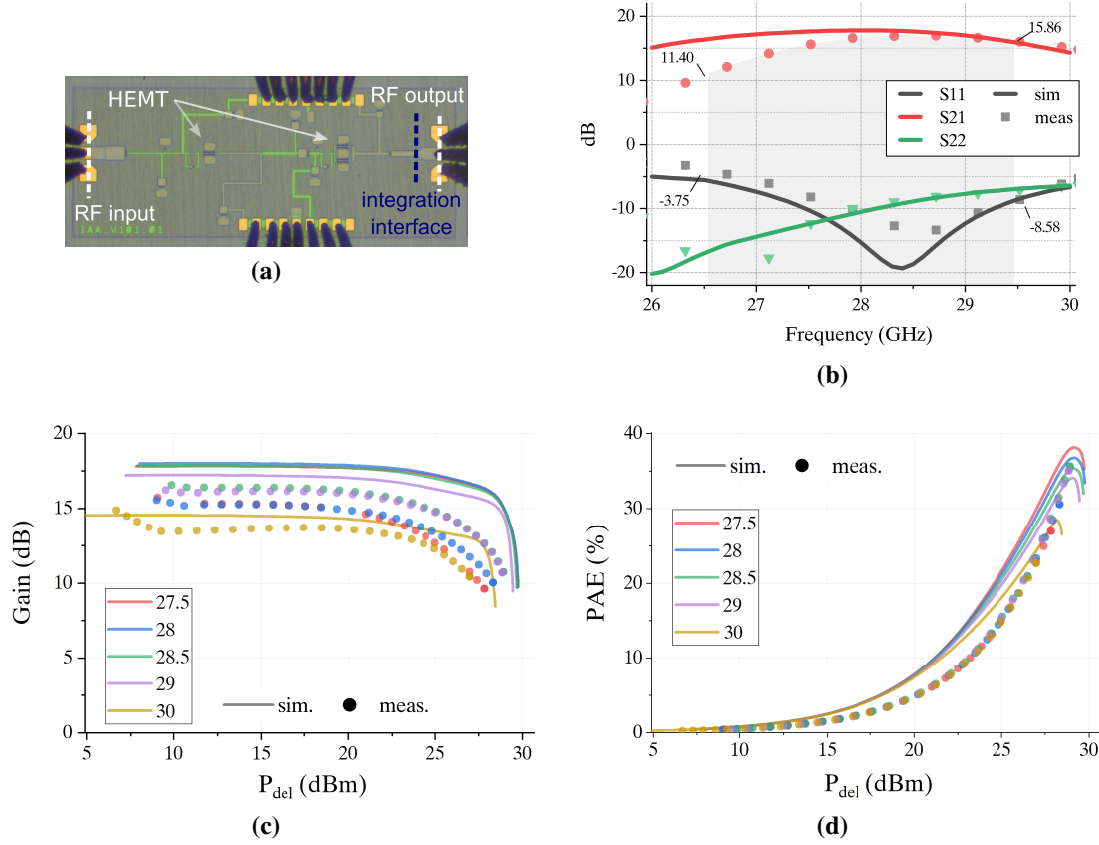 HEMT
RF output
RF input
integration
interface
(a)
20
10
0
-10
-20
dB
11.40
15.86
-3.75
-8.58
S11
S21
S22
sim
meas
26
27
28
29
30
Frequency (GHz)
(b)
20
15
10
5
0
Gain (dB)
27.5
28
28.5
29
30
sim.
meas.
5
10
15
20
25
30
Pdel (dBm)
(c)
40
30
20
10
0
PAE (%)
sim.
meas.
27.5
28
28.5
29
30
5
10
15
20
25
30
Pdel (dBm)
(d)